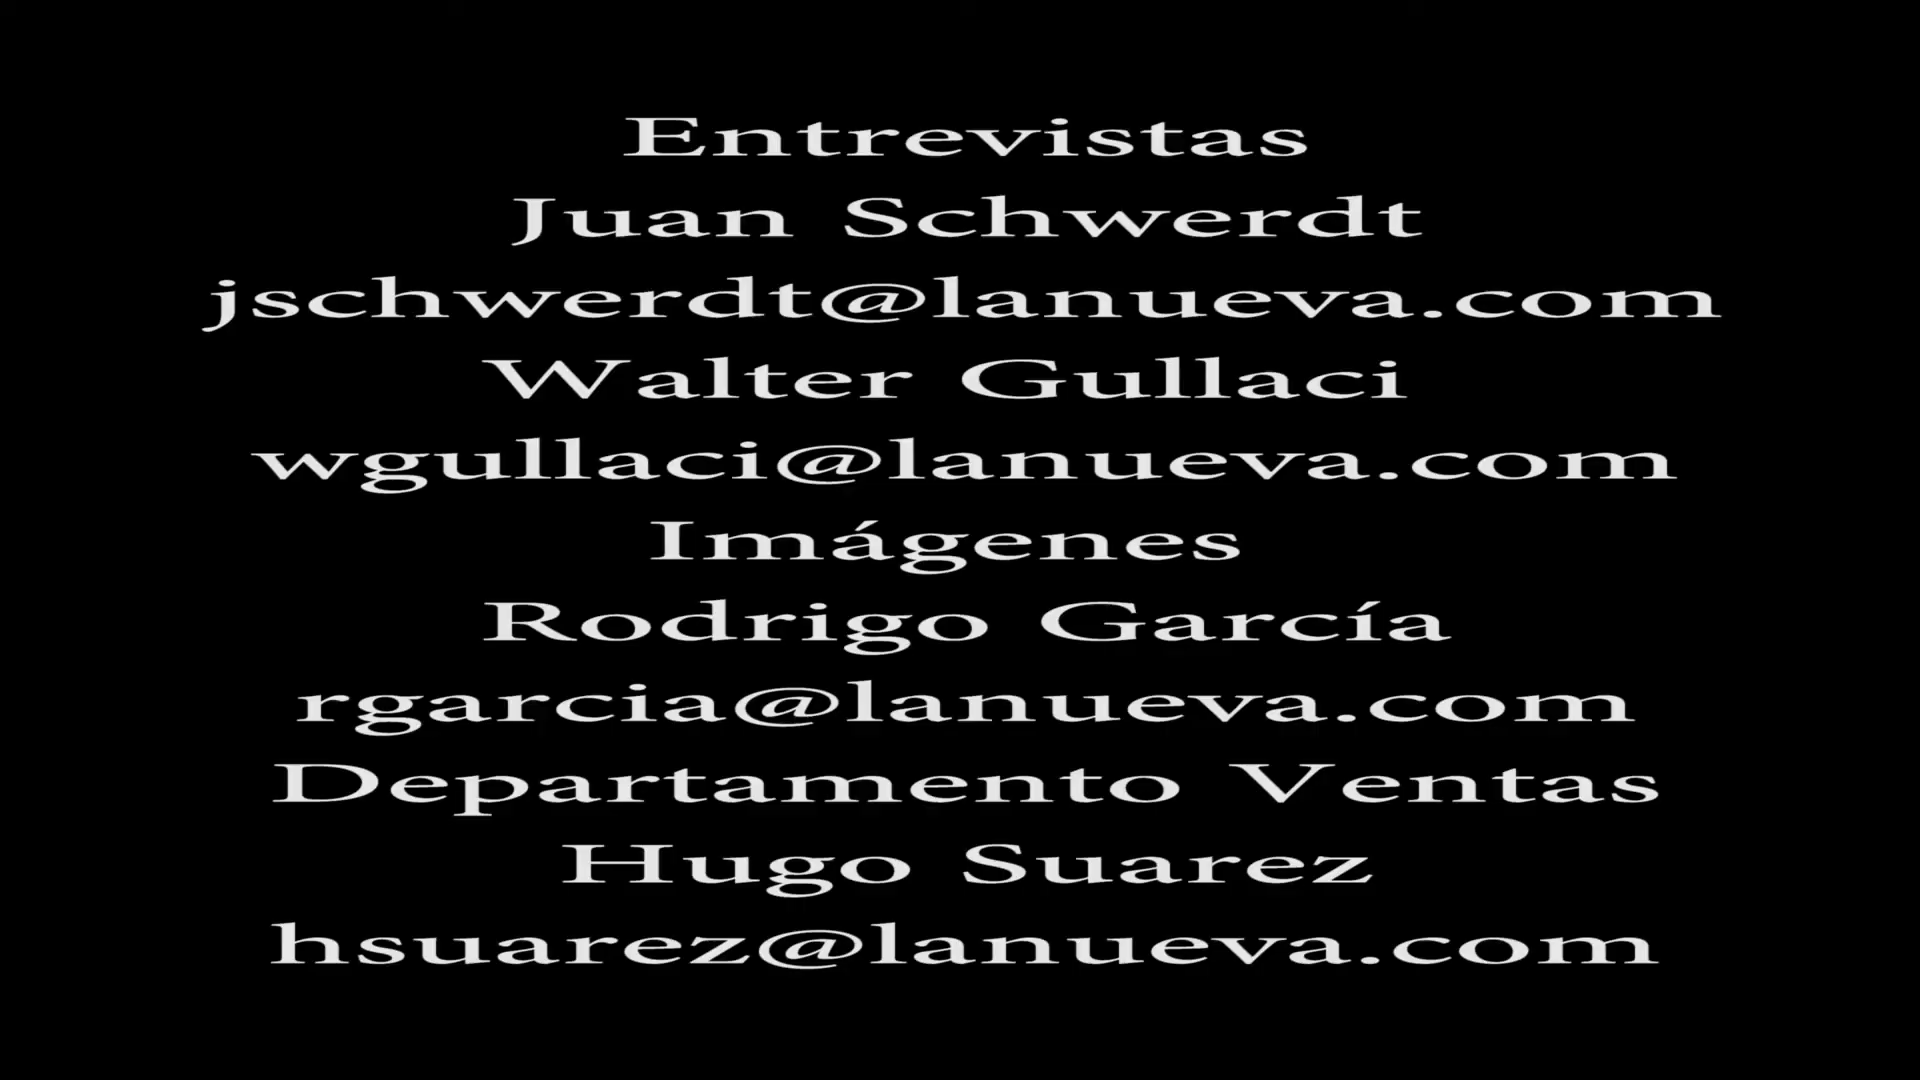 Entrevistas
Juan Schwerdt
jschwerdt@lanueva.com
Walter Gullaci
wgullaci@lanueva.com
Imágenes
Rodrigo García
rgarcia@lanueva.com
Departamento Ventas
Hugo Suarez
hsuarez@lanueva.com